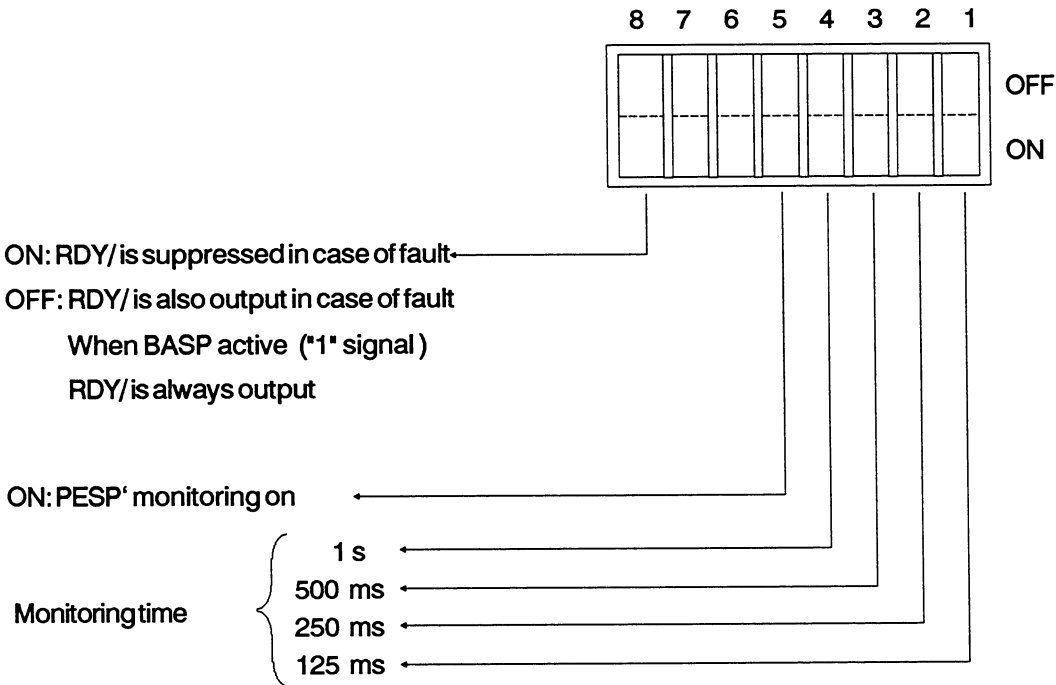 8 7 6 5 4 3 2 1
OFF
ON
ON: RDY/ is suppressed in case of fault
OFF: RDY/ is also output in case of fault
When BASP active ("1" signal)
RDY/ is always output
ON: PESP' monitoring on
1 s
500 ms
Monitoring time
250 ms
125 ms